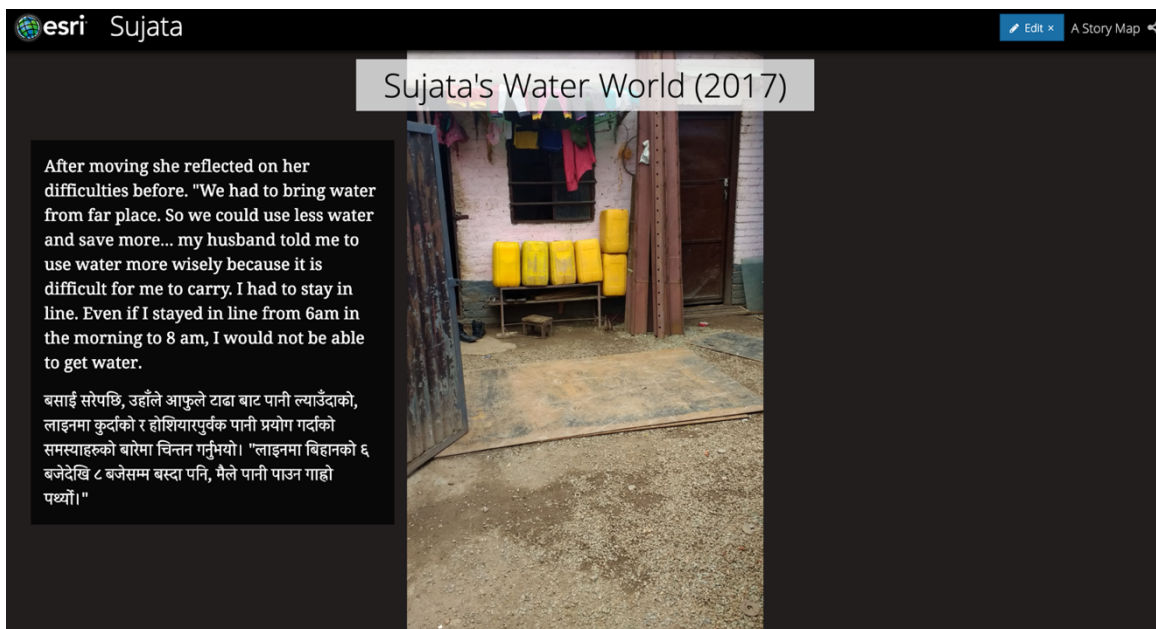 esri Sujata
Edit ×
A Story Map
Sujata's Water World (2017)
After moving she reflected on her
difficulties before. "We had to bring water
from far place. So we could use less water
and save more... my husband told me to
use water more wisely because it is
difficult for me to carry. I had to stay in
line. Even if I stayed in line from 6am in
the morning to 8 am, I would not be able
to get water.
बसाई सरेपछि, उहाँले आफुले टाढा बाट पानी ल्याउँदाको,
लाइनमा कुर्दाको र होशियारपुर्वक पानी प्रयोग गर्दाको
समस्याहरुको बारेमा चिन्तन गर्नुभयो। "लाइनमा बिहानको ६
बजेदेखि ८ बजेसम्म बस्दा पनि, मैले पानी पाउन गाह्रो
पर्थ्यो।"